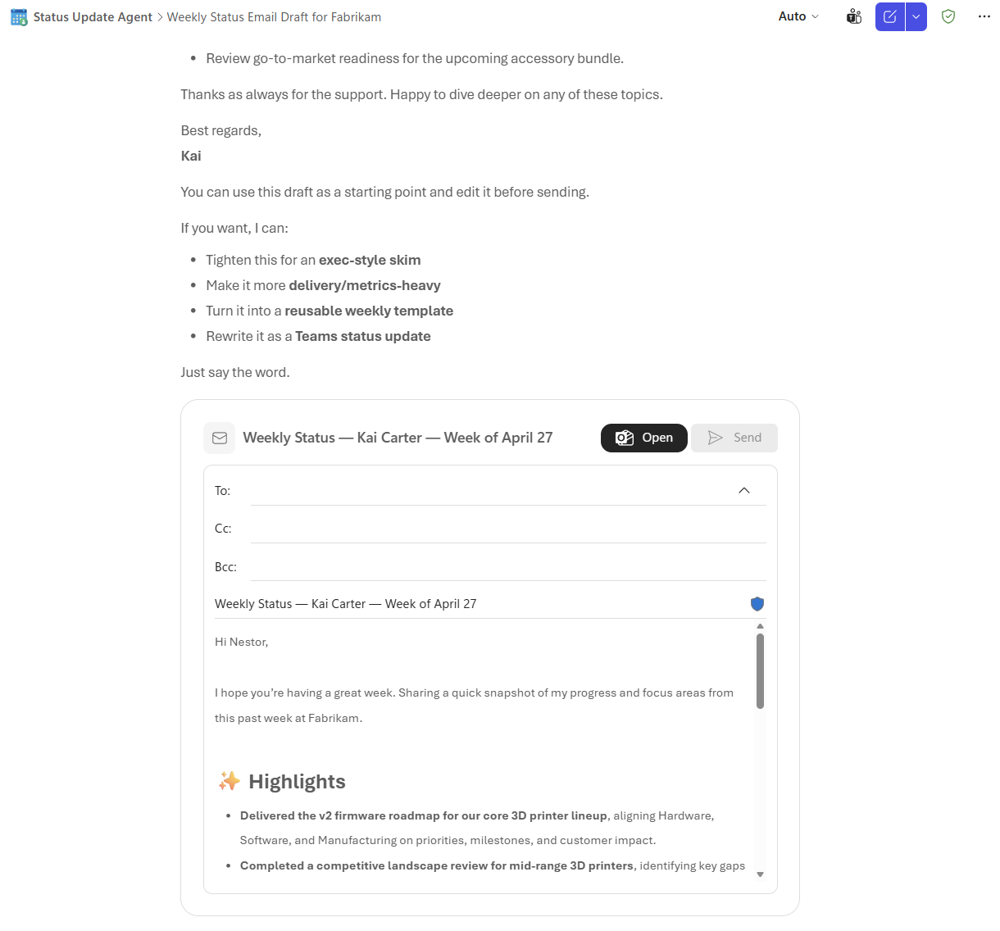 Status Update Agent > Weekly Status Email Draft for Fabrikam
Auto
• Review go-to-market readiness for the upcoming accessory bundle.
Thanks as always for the support. Happy to dive deeper on any of these topics.
Best regards,
Kai
You can use this draft as a starting point and edit it before sending.
If you want, I can:
• Tighten this for an exec-style skim
• Make it more delivery/metrics-heavy
• Turn it into a reusable weekly template
• Rewrite it as a Teams status update
Just say the word.
Weekly Status — Kai Carter — Week of April 27
Open
Send
To:
Cc:
Bcc:
Weekly Status — Kai Carter — Week of April 27
Hi Nestor,
I hope you’re having a great week. Sharing a quick snapshot of my progress and focus areas from
this past week at Fabrikam.
✨ Highlights
• Delivered the v2 firmware roadmap for our core 3D printer lineup, aligning Hardware,
Software, and Manufacturing on priorities, milestones, and customer impact.
• Completed a competitive landscape review for mid-range 3D printers, identifying key gaps